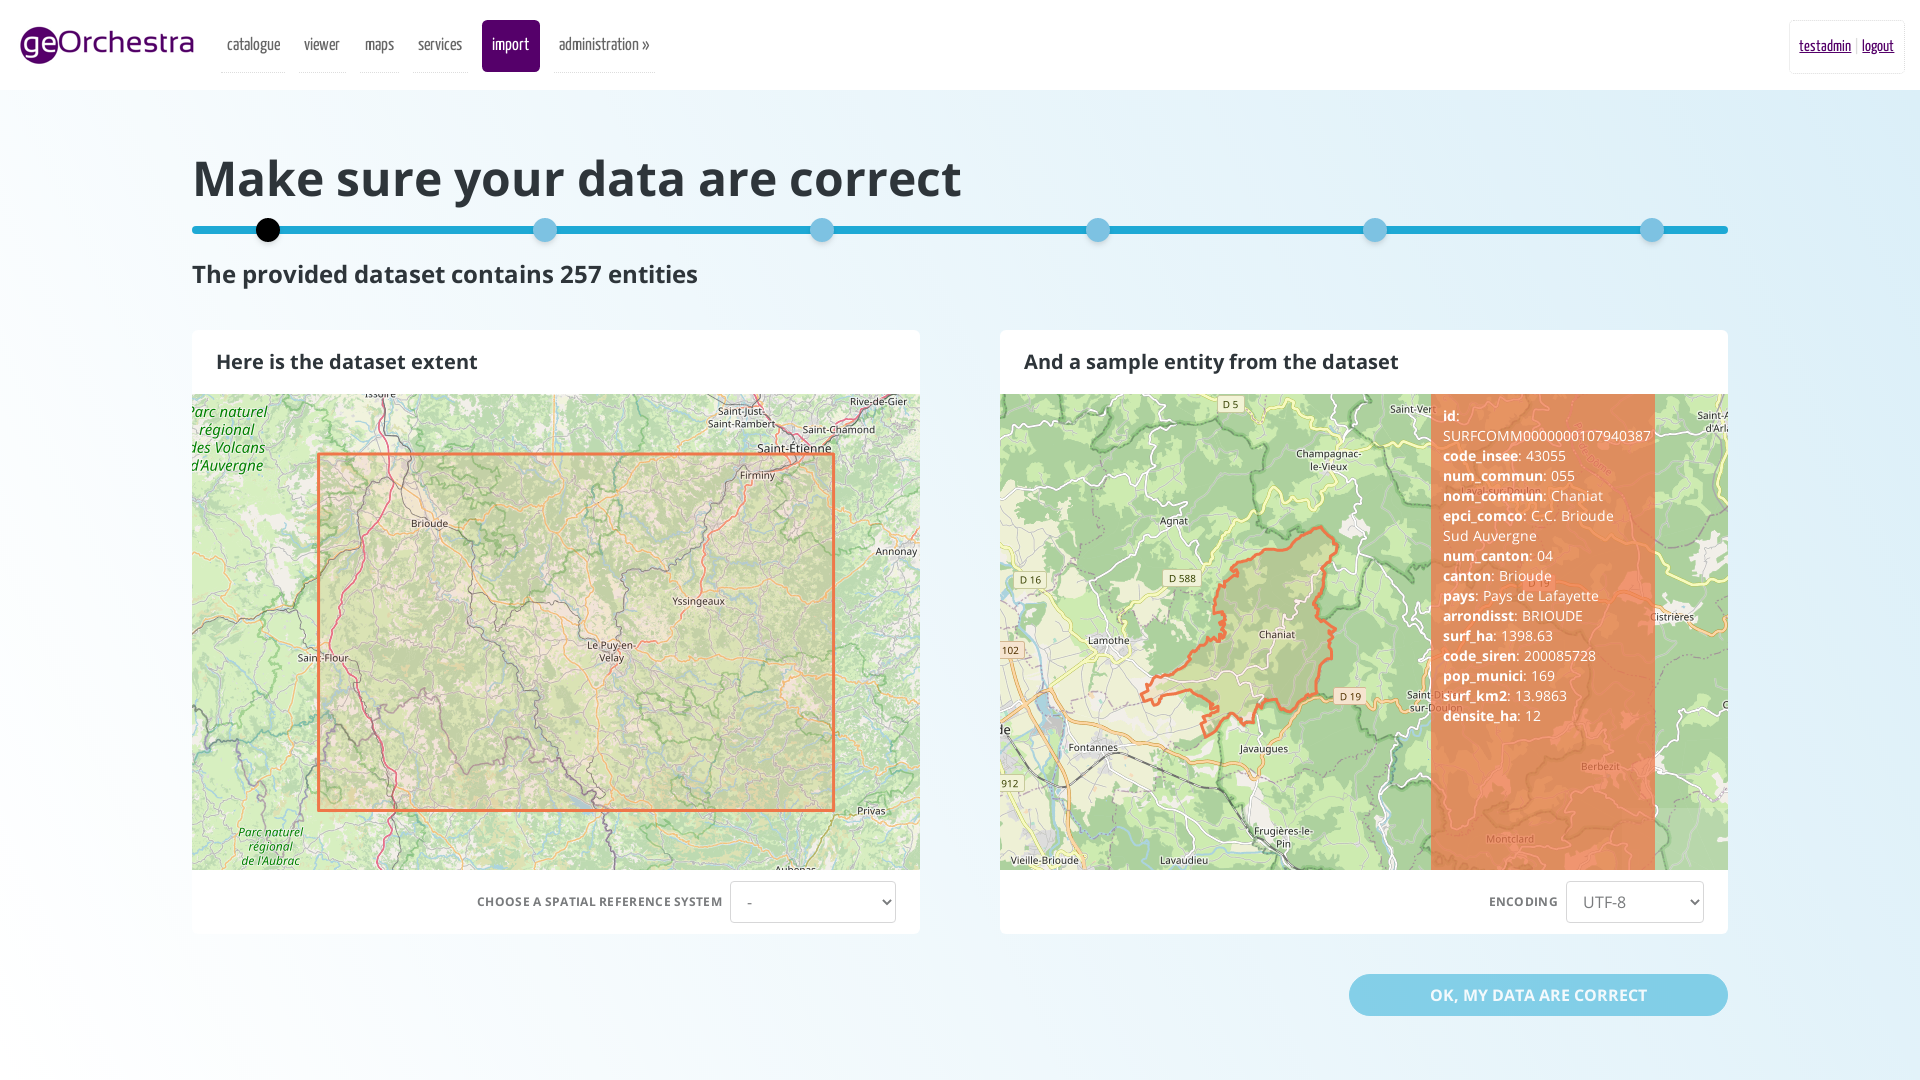 geOrchestra
catalogue
viewer
maps
services
import
administration »
testadmin | logout
Make sure your data are correct
The provided dataset contains 257 entities
Here is the dataset extent
Parc naturel
régional
des Volcans
d'Auvergne
Issoire
Saint-Just-
Saint-Rambert
Rive-de-Gier
Saint-Chamond
Saint-Étienne
Firminy
Brioude
Annonay
Yssingeaux
Le Puy-en-
Velay
Saint-Flour
Privas
Parc naturel
régional
de l'Aubrac
Aubenas
CHOOSE A SPATIAL REFERENCE SYSTEM
-
And a sample entity from the dataset
D 5
Saint-Vert
Champagnac-
le-Vieux
Agnat
D 16
D 588
Chaniat
Lamothe
102
D 19
Fontannes
Javaugues
912
Frugières-le-
Pin
Vieille-Brioude
Lavaudieu
Cistrières
Berbezit
Montclard
id:
SURFCOMM0000000107940387
code_insee: 43055
num_commun: 055
nom_commun: Chaniat
epci_comco: C.C. Brioude
Sud Auvergne
num_canton: 04
canton: Brioude
pays: Pays de Lafayette
arrondisst: BRIOUDE
surf_ha: 1398.63
code_siren: 200085728
pop_munici: 169
surf_km2: 13.9863
densite_ha: 12
ENCODING
UTF-8
OK, MY DATA ARE CORRECT